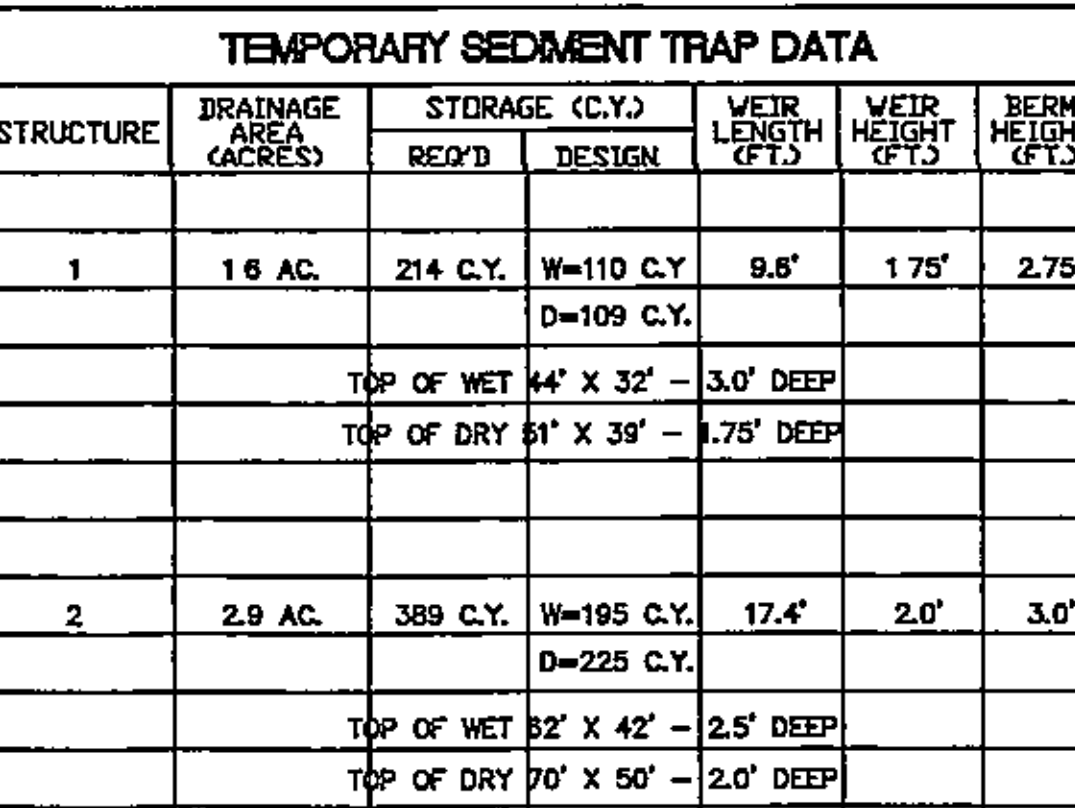 TEMPORARY SEDIMENT TRAP DATA
STRUCTURE DRAINAGE AREA (ACRES) STORAGE (C.Y.) REQ'D DESIGN WEIR LENGTH (FT.) WEIR HEIGHT (FT.) BERM HEIGH (FT.)
1 1 6 AC. 214 C.Y. W=110 C.Y 9.6' 1 75' 2.75
D=109 C.Y.
TOP OF WET 44' X 32' – 3.0' DEEP
TOP OF DRY 51' X 39' – 1.75' DEEP
2 2.9 AC. 389 C.Y. W=195 C.Y. 17.4' 2.0' 3.0'
D=225 C.Y.
TOP OF WET 62' X 42' – 2.5' DEEP
TOP OF DRY 70' X 50' – 2.0' DEEP